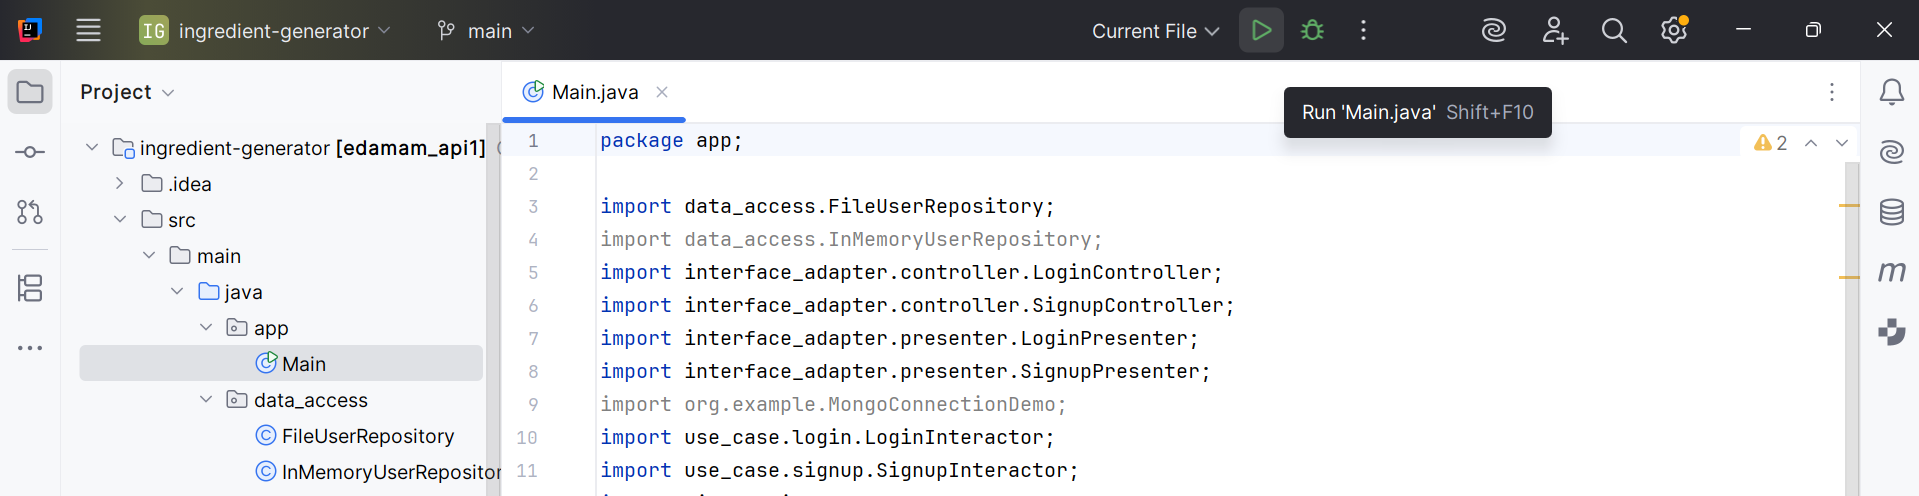 IJ
IG ingredient-generator main Current File
Project
Main.java
Run 'Main.java' Shift+F10
ingredient-generator [edamam_api1]
.idea
src
main
java
app
Main
data_access
FileUserRepository
InMemoryUserRepositor
1 package app;
2
3 import data_access.FileUserRepository;
4 import data_access.InMemoryUserRepository;
5 import interface_adapter.controller.LoginController;
6 import interface_adapter.controller.SignupController;
7 import interface_adapter.presenter.LoginPresenter;
8 import interface_adapter.presenter.SignupPresenter;
9 import org.example.MongoConnectionDemo;
10 import use_case.login.LoginInteractor;
11 import use_case.signup.SignupInteractor;
2
m